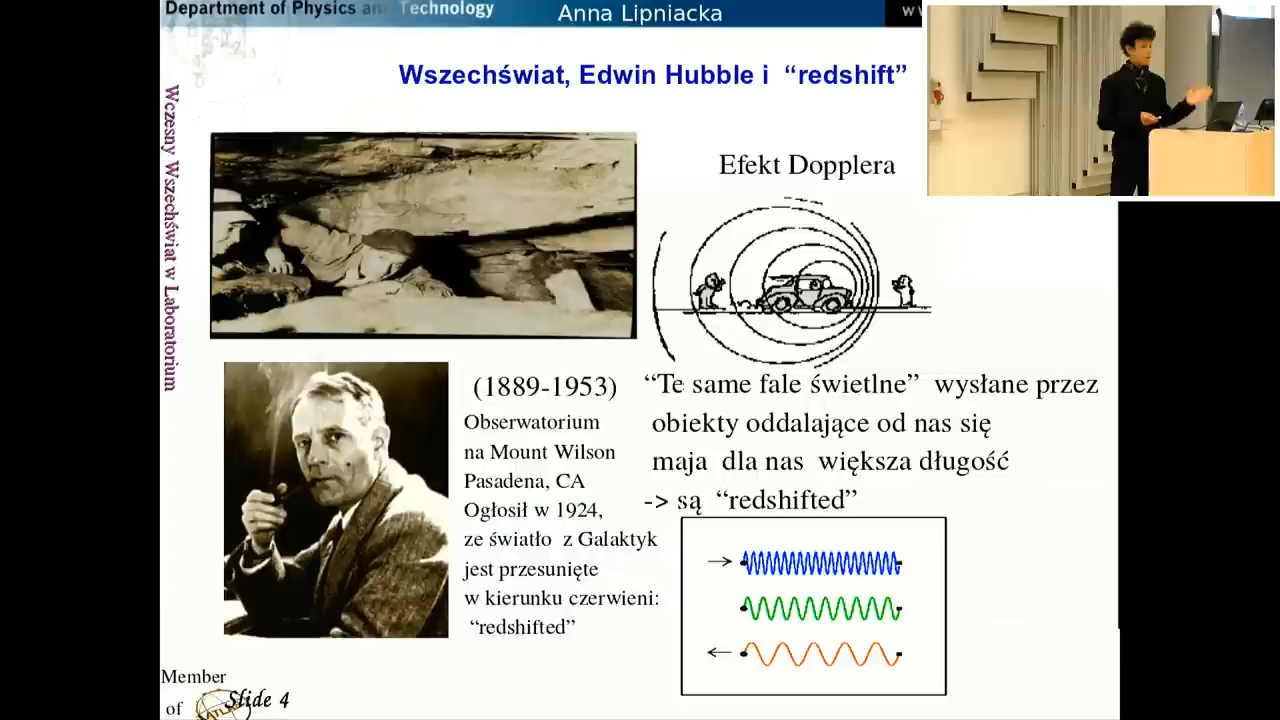 Department of Physics and Technology
Anna Lipniacka
Wszechświat, Edwin Hubble i “redshift”
Wczesny Wszechświat w Laboratorium
Efekt Dopplera
(1889-1953)
Obserwatorium
na Mount Wilson
Pasadena, CA
Ogłosił w 1924,
ze światło z Galaktyk
jest przesunięte
w kierunku czerwieni:
“redshifted”
“Te same fale świetlne” wysłane przez
obiekty oddalające od nas się
maja dla nas większa długość
-> są “redshifted”
Member
of
Slide 4